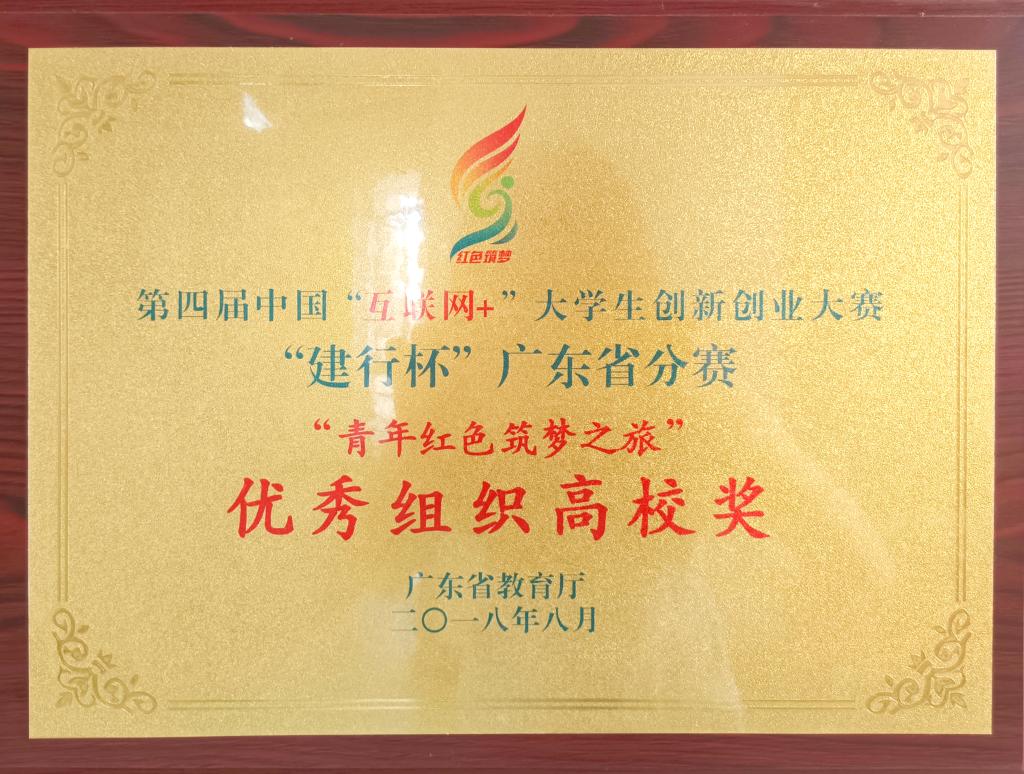 红色筑梦
第四届中国“互联网+”大学生创新创业大赛
“建行杯”广东省分赛
“青年红色筑梦之旅”
优秀组织高校奖
广东省教育厅
二〇一八年八月